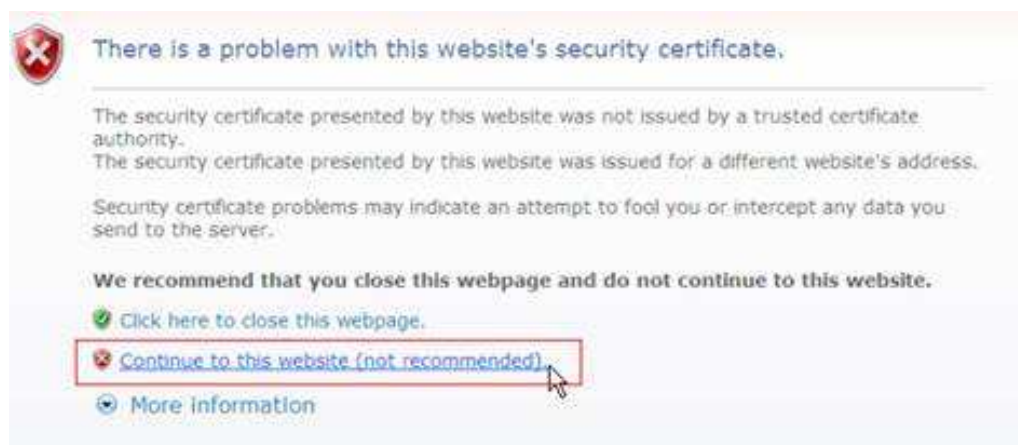 There is a problem with this website's security certificate.
The security certificate presented by this website was not issued by a trusted certificate
authority.
The security certificate presented by this website was issued for a different website's address.
Security certificate problems may indicate an attempt to fool you or intercept any data you
send to the server.
We recommend that you close this webpage and do not continue to this website.
Click here to close this webpage.
Continue to this website (not recommended).
More information